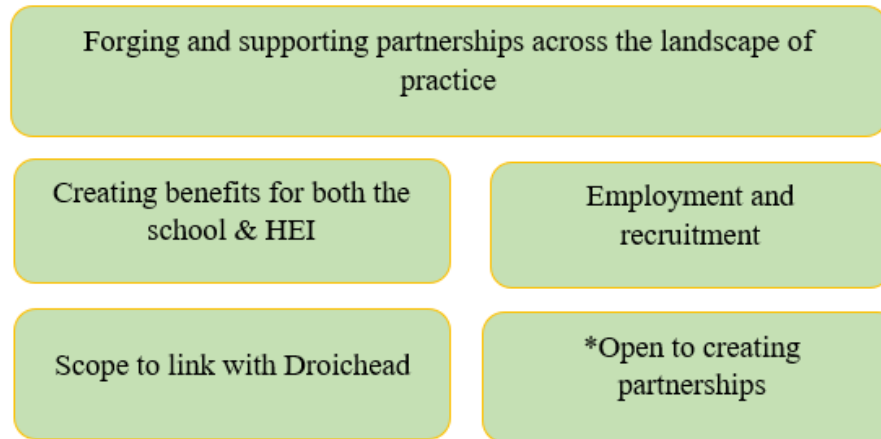 Forging and supporting partnerships across the landscape of
practice
Creating benefits for both the
school & HEI
Employment and
recruitment
Scope to link with Droichead
*Open to creating
partnerships